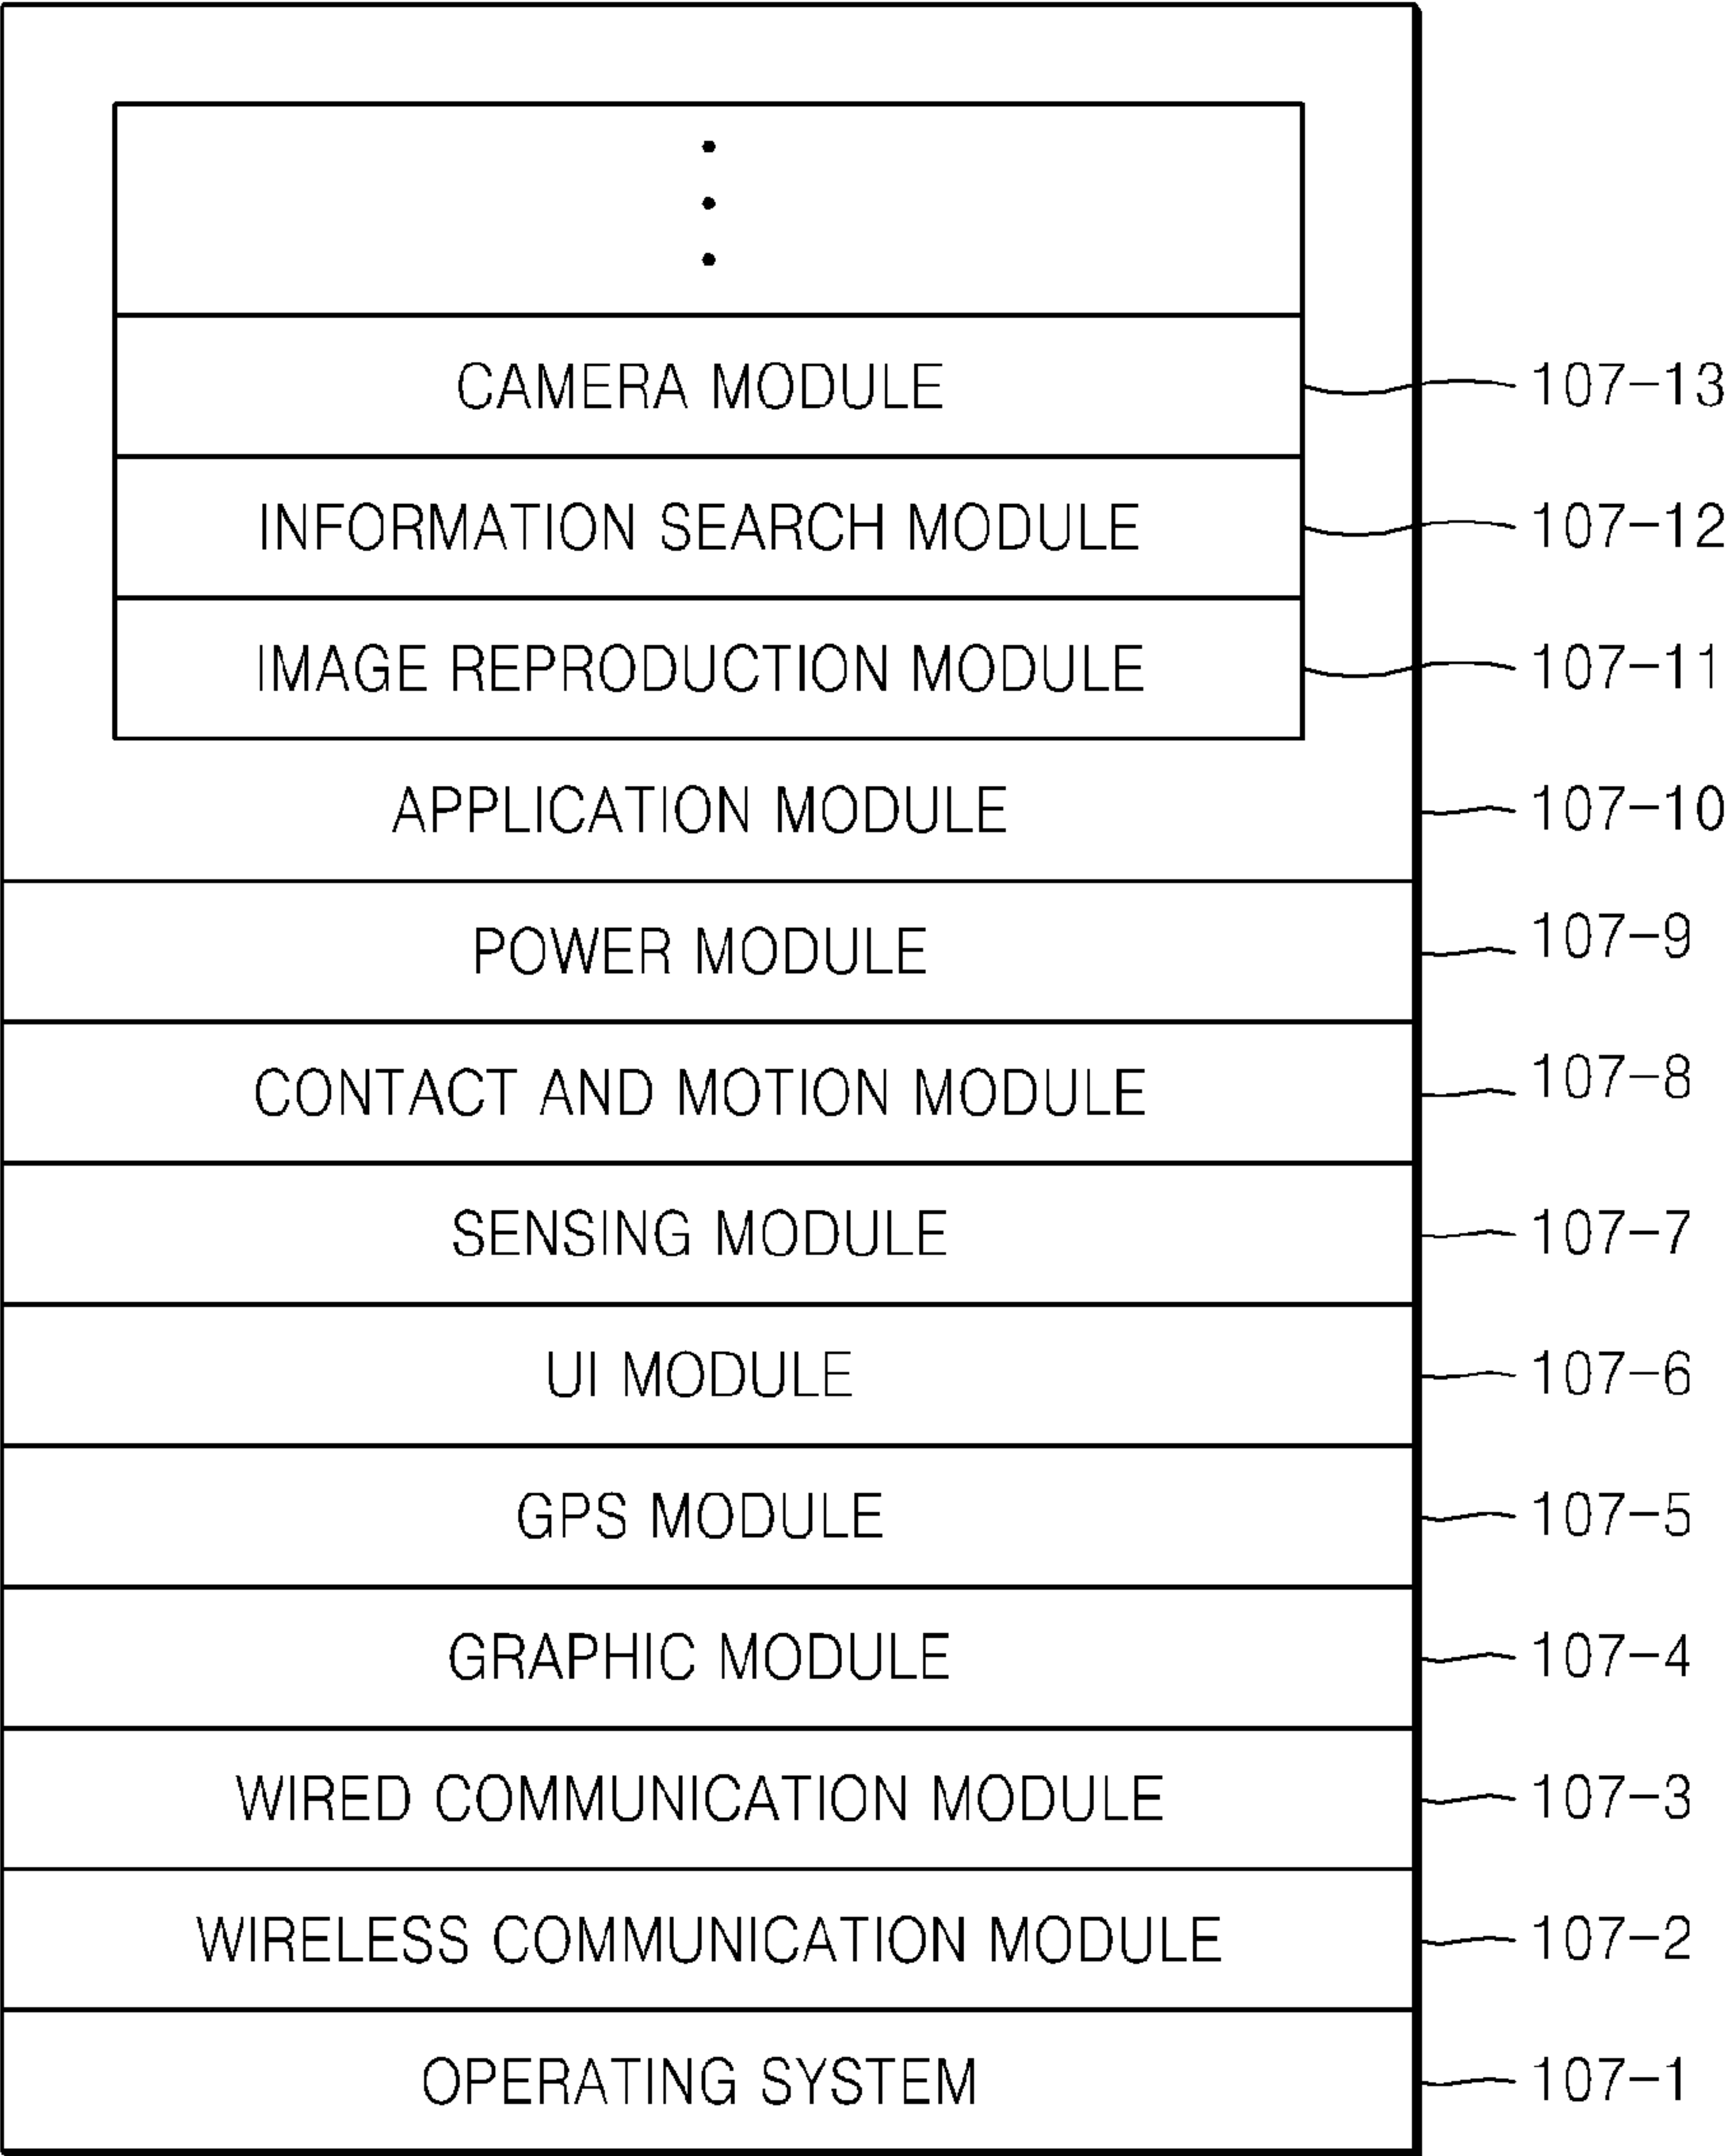 CAMERA MODULE 107-13
INFORMATION SEARCH MODULE 107-12
IMAGE REPRODUCTION MODULE 107-11
APPLICATION MODULE 107-10
POWER MODULE 107-9
CONTACT AND MOTION MODULE 107-8
SENSING MODULE 107-7
UI MODULE 107-6
GPS MODULE 107-5
GRAPHIC MODULE 107-4
WIRED COMMUNICATION MODULE 107-3
WIRELESS COMMUNICATION MODULE 107-2
OPERATING SYSTEM 107-1